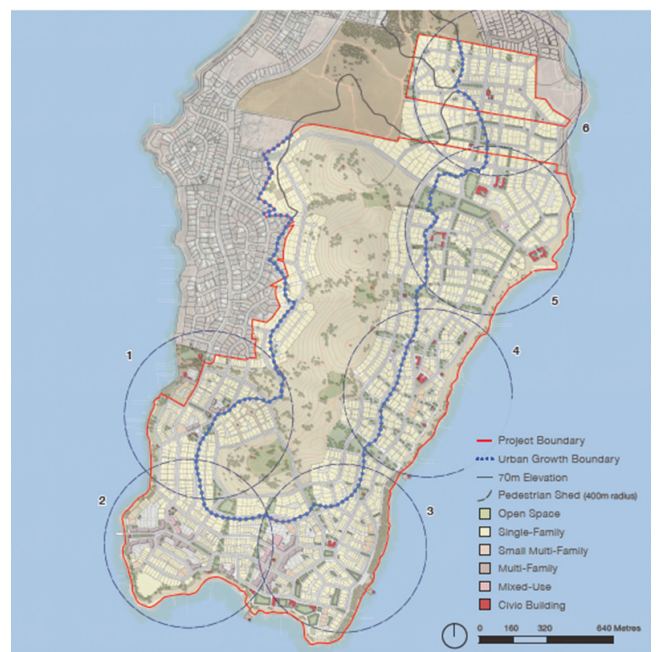 6
5
1
4
2
3
Project Boundary
Urban Growth Boundary
70m Elevation
Pedestrian Shed (400m radius)
Open Space
Single-Family
Small Multi-Family
Multi-Family
Mixed-Use
Civic Building
0 160 320 640 Metres